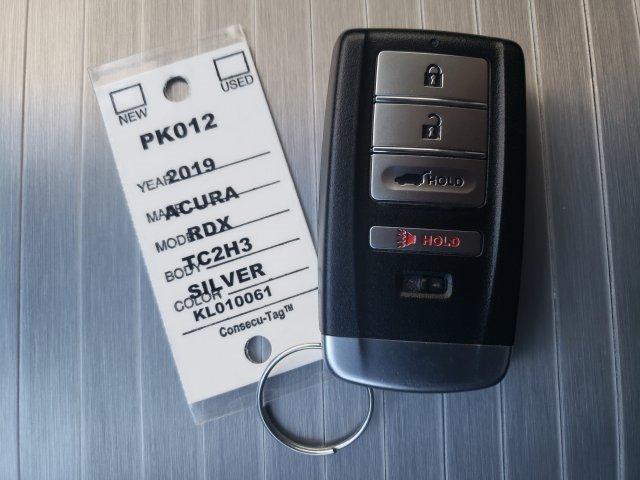 NEW
USED
PK012
YEAR 2019
MAKE ACURA
MODEL RDX
BODY TC2H3
COLOR SILVER
KL010061
Consecu-Tag™
HOLD
HOLD